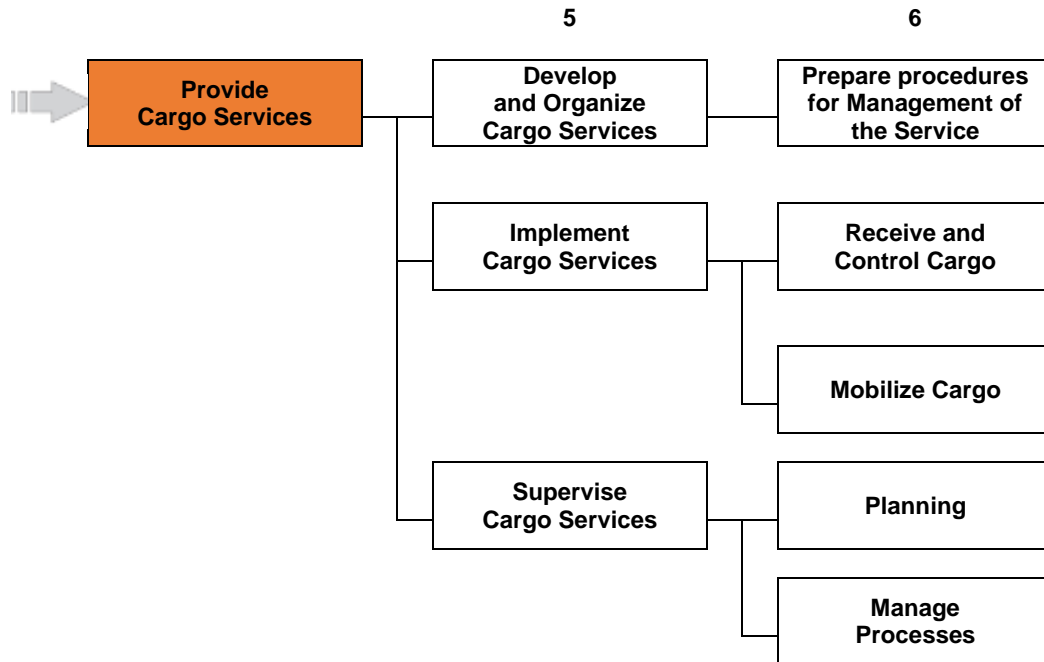 5
6
Provide
Cargo Services
Develop
and Organize
Cargo Services
Prepare procedures
for Management of
the Service
Implement
Cargo Services
Receive and
Control Cargo
Mobilize Cargo
Supervise
Cargo Services
Planning
Manage
Processes